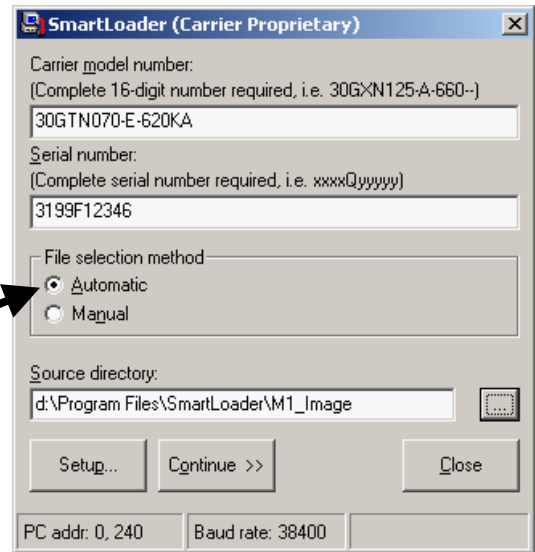 SmartLoader (Carrier Proprietary)
Carrier model number:
(Complete 16-digit number required, i.e. 30GXN125-A-660--)
30GTN070-E-620KA
Serial number:
(Complete serial number required, i.e. xxxxQyyyyy)
3199F12346
File selection method
Automatic
Manual
Source directory:
d:\Program Files\SmartLoader\M1_Image
...
Setup... Continue >> Close
PC addr: 0, 240 Baud rate: 38400